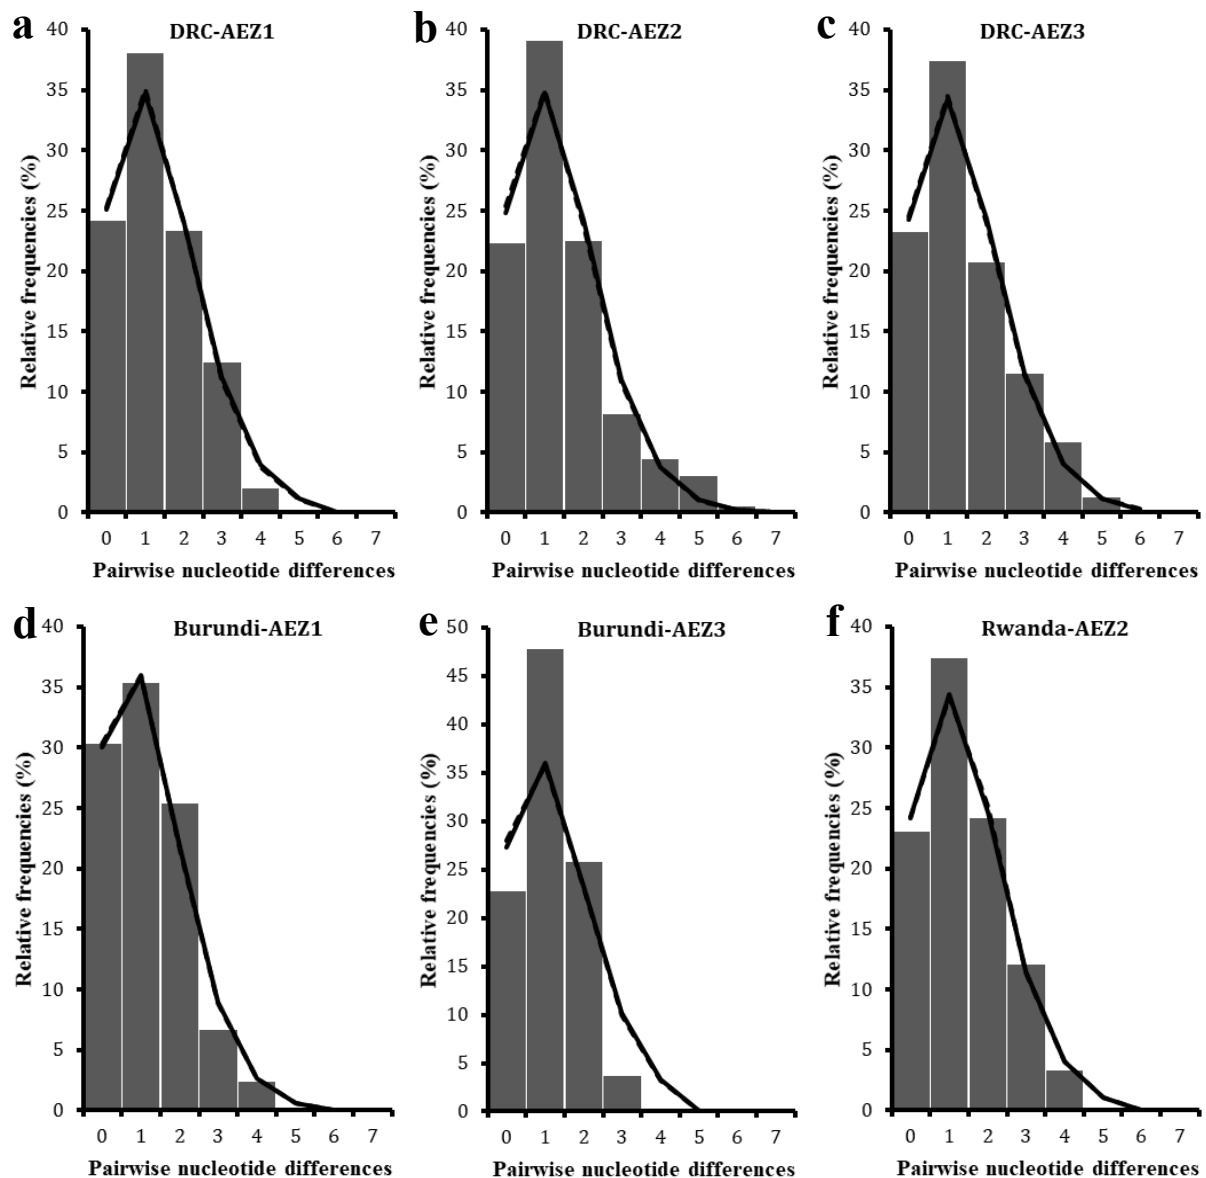 a
DRC-AEZ1
40
35
30
25
20
15
10
5
0
Relative frequencies (%)
0 1 2 3 4 5 6 7
Pairwise nucleotide differences
b
DRC-AEZ2
40
35
30
25
20
15
10
5
0
Relative frequencies (%)
0 1 2 3 4 5 6 7
Pairwise nucleotide differences
c
DRC-AEZ3
40
35
30
25
20
15
10
5
0
Relative frequencies (%)
0 1 2 3 4 5 6 7
Pairwise nucleotide differences
d
Burundi-AEZ1
40
35
30
25
20
15
10
5
0
Relative frequencies (%)
0 1 2 3 4 5 6 7
Pairwise nucleotide differences
e
Burundi-AEZ3
50
45
40
35
30
25
20
15
10
5
0
Relative frequencies (%)
0 1 2 3 4 5 6 7
Pairwise nucleotide differences
f
Rwanda-AEZ2
40
35
30
25
20
15
10
5
0
Relative frequencies (%)
0 1 2 3 4 5 6 7
Pairwise nucleotide differences